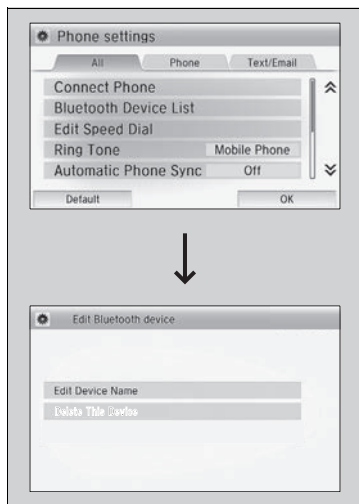 Phone settings
All Phone Text/Email
Connect Phone
Bluetooth Device List
Edit Speed Dial
Ring Tone Mobile Phone
Automatic Phone Sync Off
Default OK
Edit Bluetooth device
Edit Device Name
Delete This Device